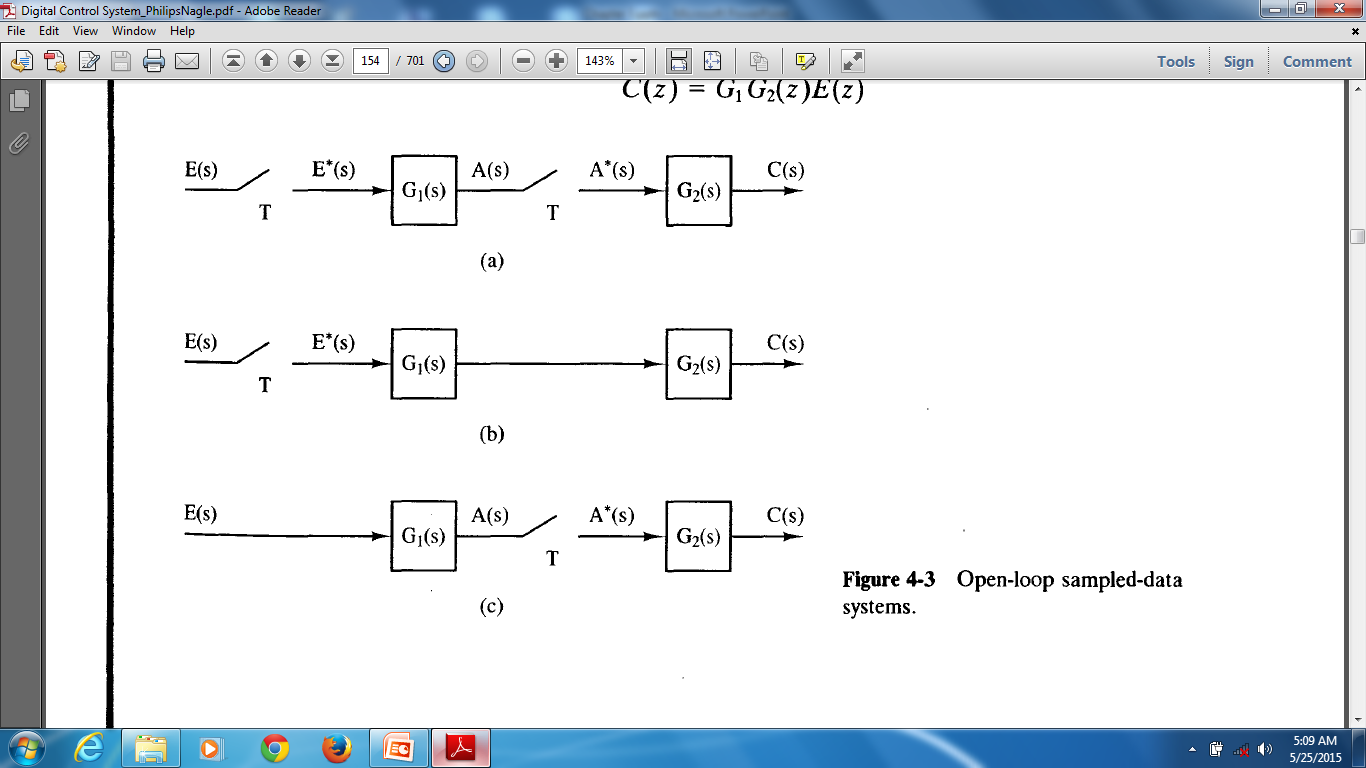 Digital Control System_PhilipsNagle.pdf - Adobe Reader
File Edit View Window Help
154 / 701 143% Tools Sign Comment
C(z) = G₁G₂(z)E(z)
E(s) E*(s) G₁(s) A(s) A*(s) G₂(s) C(s)
T T
(a)
E(s) E*(s) G₁(s) G₂(s) C(s)
T
(b)
E(s) G₁(s) A(s) A*(s) G₂(s) C(s)
T
(c)
Figure 4-3 Open-loop sampled-data
systems.
5:09 AM
5/25/2015